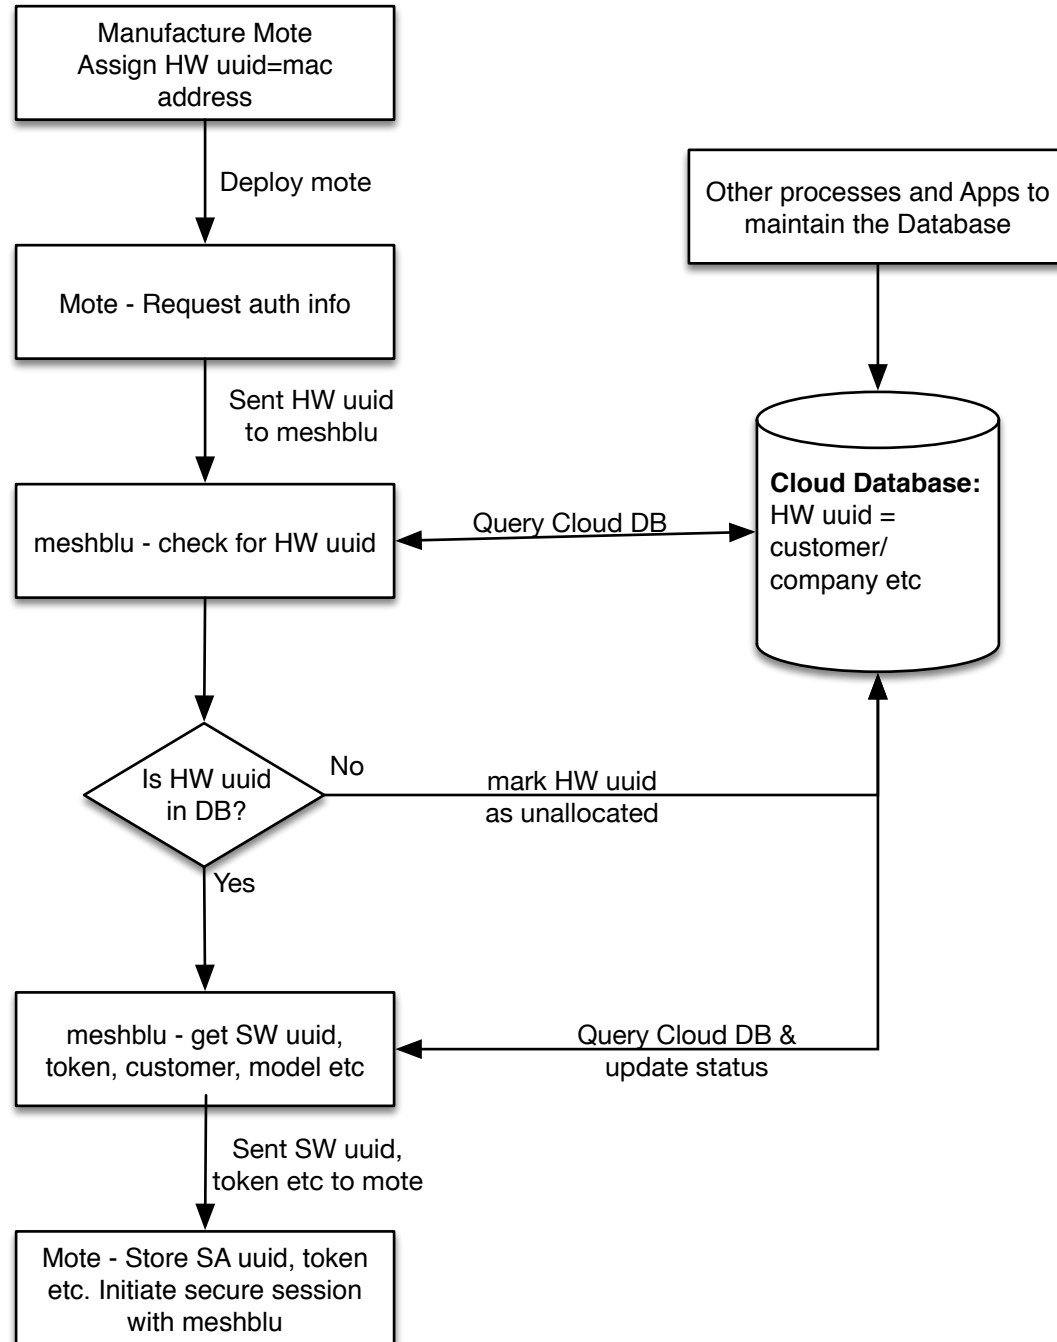 Manufacture Mote
Assign HW uuid=mac
address
Deploy mote
Other processes and Apps to
maintain the Database
Mote - Request auth info
Sent HW uuid
to meshblu
Cloud Database:
HW uuid =
customer/
company etc
Query Cloud DB
meshblu - check for HW uuid
Is HW uuid
in DB?
No
mark HW uuid
as unallocated
Yes
meshblu - get SW uuid,
token, customer, model etc
Query Cloud DB &
update status
Sent SW uuid,
token etc to mote
Mote - Store SA uuid, token
etc. Initiate secure session
with meshblu